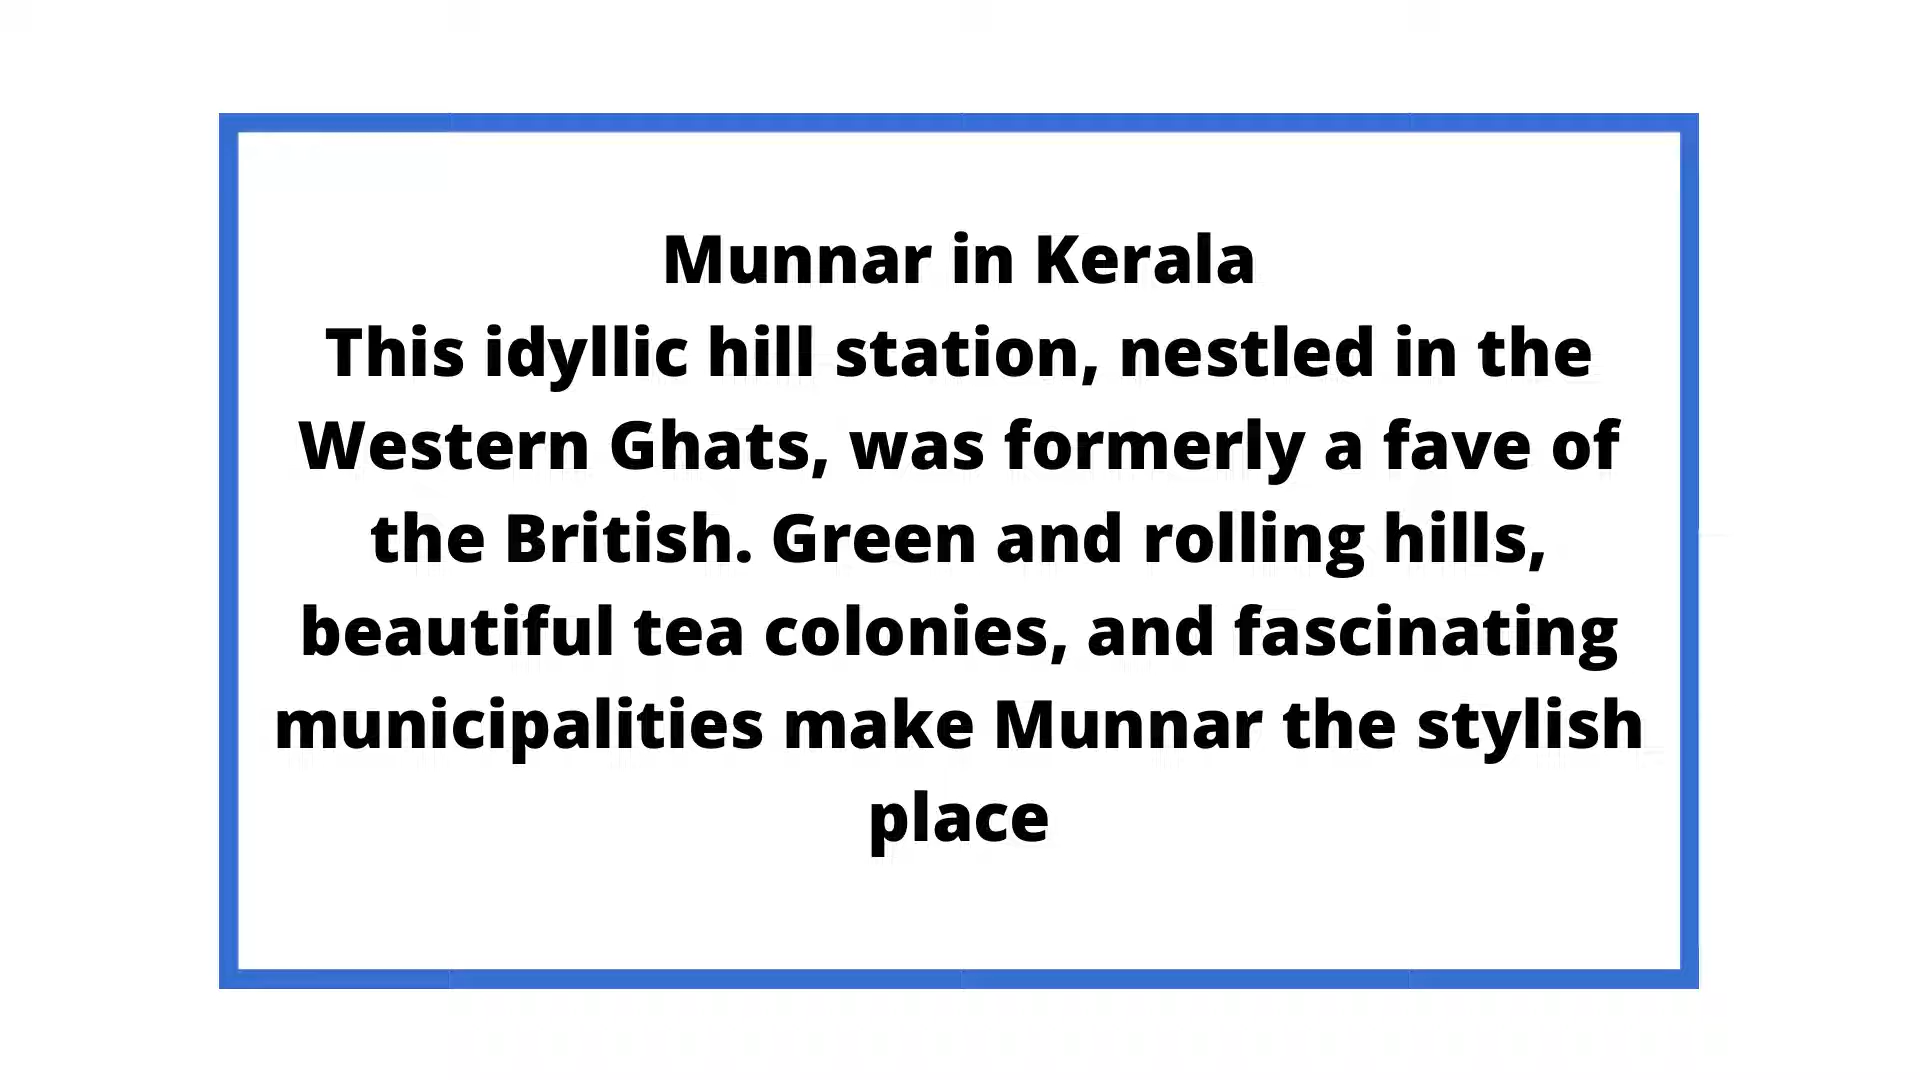 Munnar in Kerala
This idyllic hill station, nestled in the
Western Ghats, was formerly a fave of
the British. Green and rolling hills,
beautiful tea colonies, and fascinating
municipalities make Munnar the stylish
place